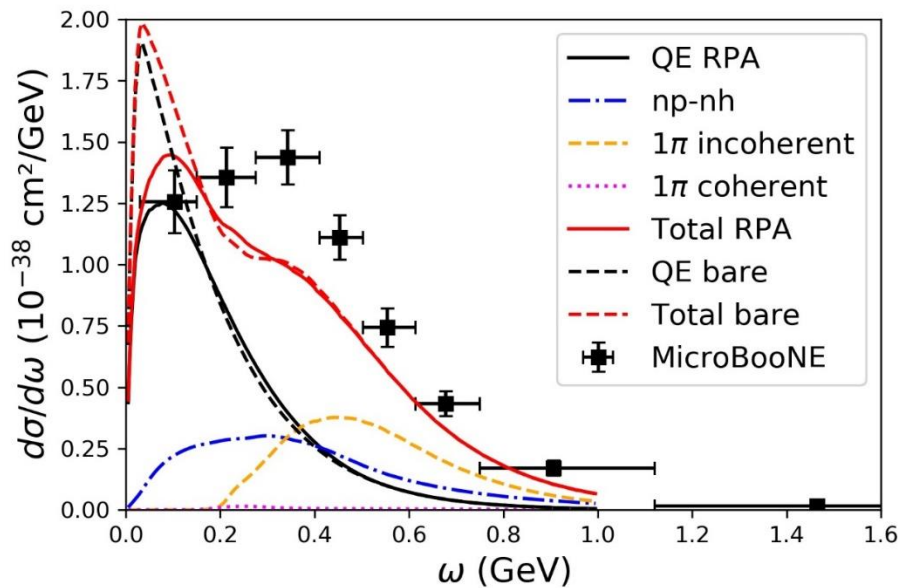 2.00
1.75
1.50
1.25
1.00
0.75
0.50
0.25
0.00
dσ/dω (10⁻³⁸ cm²/GeV)
QE RPA
np-nh
1π incoherent
1π coherent
Total RPA
QE bare
Total bare
MicroBooNE
0.0 0.2 0.4 0.6 0.8 1.0 1.2 1.4 1.6
ω (GeV)